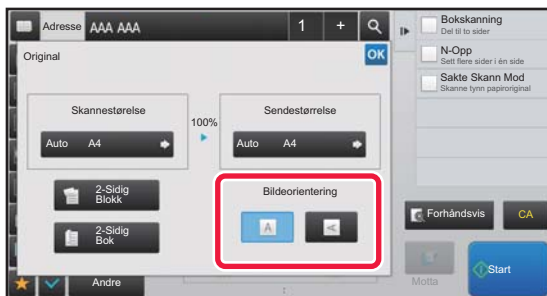 Adresse AAA AAA 1 +
Original OK
Skannestørelse
100%
Sendestørrelse
Auto A4
Auto A4
2-Sidig
Blokk
2-Sidig
Bok
Bildeorientering
A
A
Andre
Bokskanning
Del til to sider
N-Opp
Sett flere sider i én side
Sakte Skann Mod
Skanne tynn papiroriginal
Forhåndsvis
CA
Motta
Start